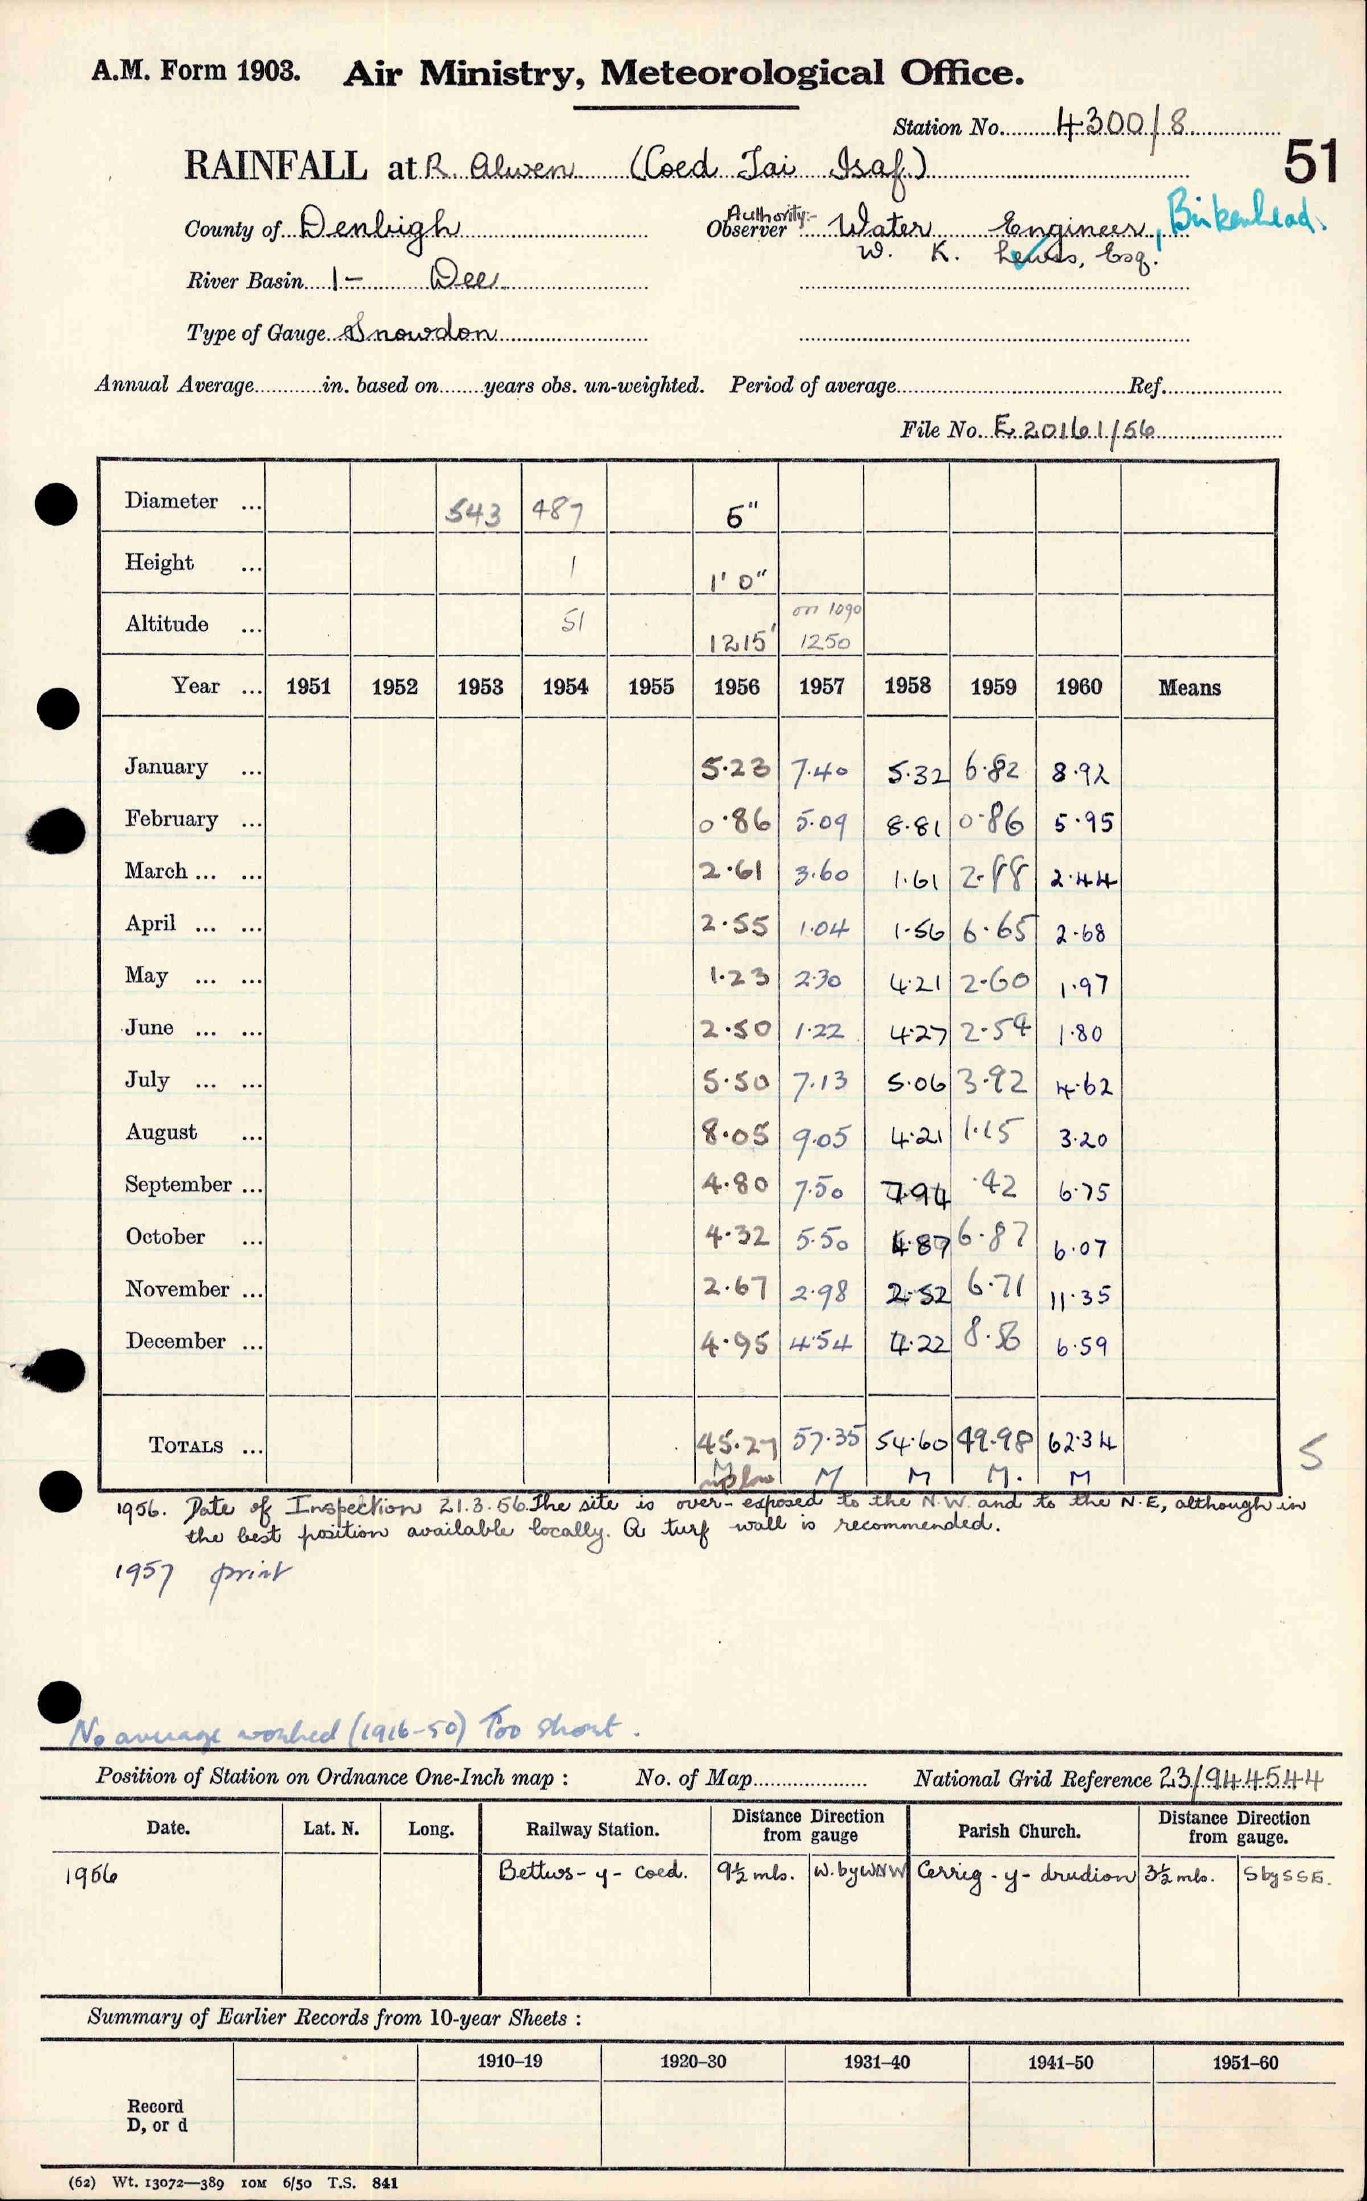 A.M. Form 1903. Air Ministry, Meteorological Office.
Station No. 4300/8
51
RAINFALL at R. Alwen (Coed Tai Isaf)
County of Denbigh
Authority:-
Observer Water Engineer, Birkenhead.
W. K. Lewis, Esq.
River Basin 1- Dee
Type of Gauge Snowdon
Annual Average in. based on years obs. un-weighted. Period of average Ref.
File No. E 20161/56
Diameter ... 543 487 5"
Height ... 1 1' 0"
Altitude ... 51 1215' on 1090 1250
Year ... 1951 1952 1953 1954 1955 1956 1957 1958 1959 1960 Means
January ... 5.23 7.40 5.32 6.82 8.92
February ... 0.86 5.09 8.81 0.86 5.95
March ... ... 2.61 3.60 1.61 2.88 2.44
April ... ... 2.55 1.04 1.56 6.65 2.68
May ... ... 1.23 2.30 4.21 2.60 1.97
June ... ... 2.50 1.22 4.27 2.54 1.80
July ... ... 5.50 7.13 5.06 3.92 4.62
August ... 8.05 9.05 4.21 1.15 3.20
September ... 4.80 7.50 7.94 .42 6.75
October ... 4.32 5.50 4.87 6.87 6.07
November ... 2.67 2.98 2.52 6.71 11.35
December ... 4.95 4.54 4.22 8.56 6.59
TOTALS ... 45.27 57.35 54.60 49.98 62.34
M M M M. M
S
1956. Date of Inspection 21.3.56. The site is over-exposed to the N.W. and to the N.E, although in
the best position available locally. A turf wall is recommended.
1957 print
No average worked (1916-50) Too short.
Position of Station on Ordnance One-Inch map : No. of Map National Grid Reference 23/944544
Date. Lat. N. Long. Railway Station. Distance Direction from gauge Parish Church. Distance Direction from gauge.
1956 Bettws-y-coed. 9½ mls. W.byWNW Cerrig-y-drudion 3½ mls. SbySSE.
Summary of Earlier Records from 10-year Sheets :
1910–19 1920–30 1931–40 1941–50 1951–60
Record
D, or d
(62) Wt. 13072—389 10M 6/50 T.S. 841